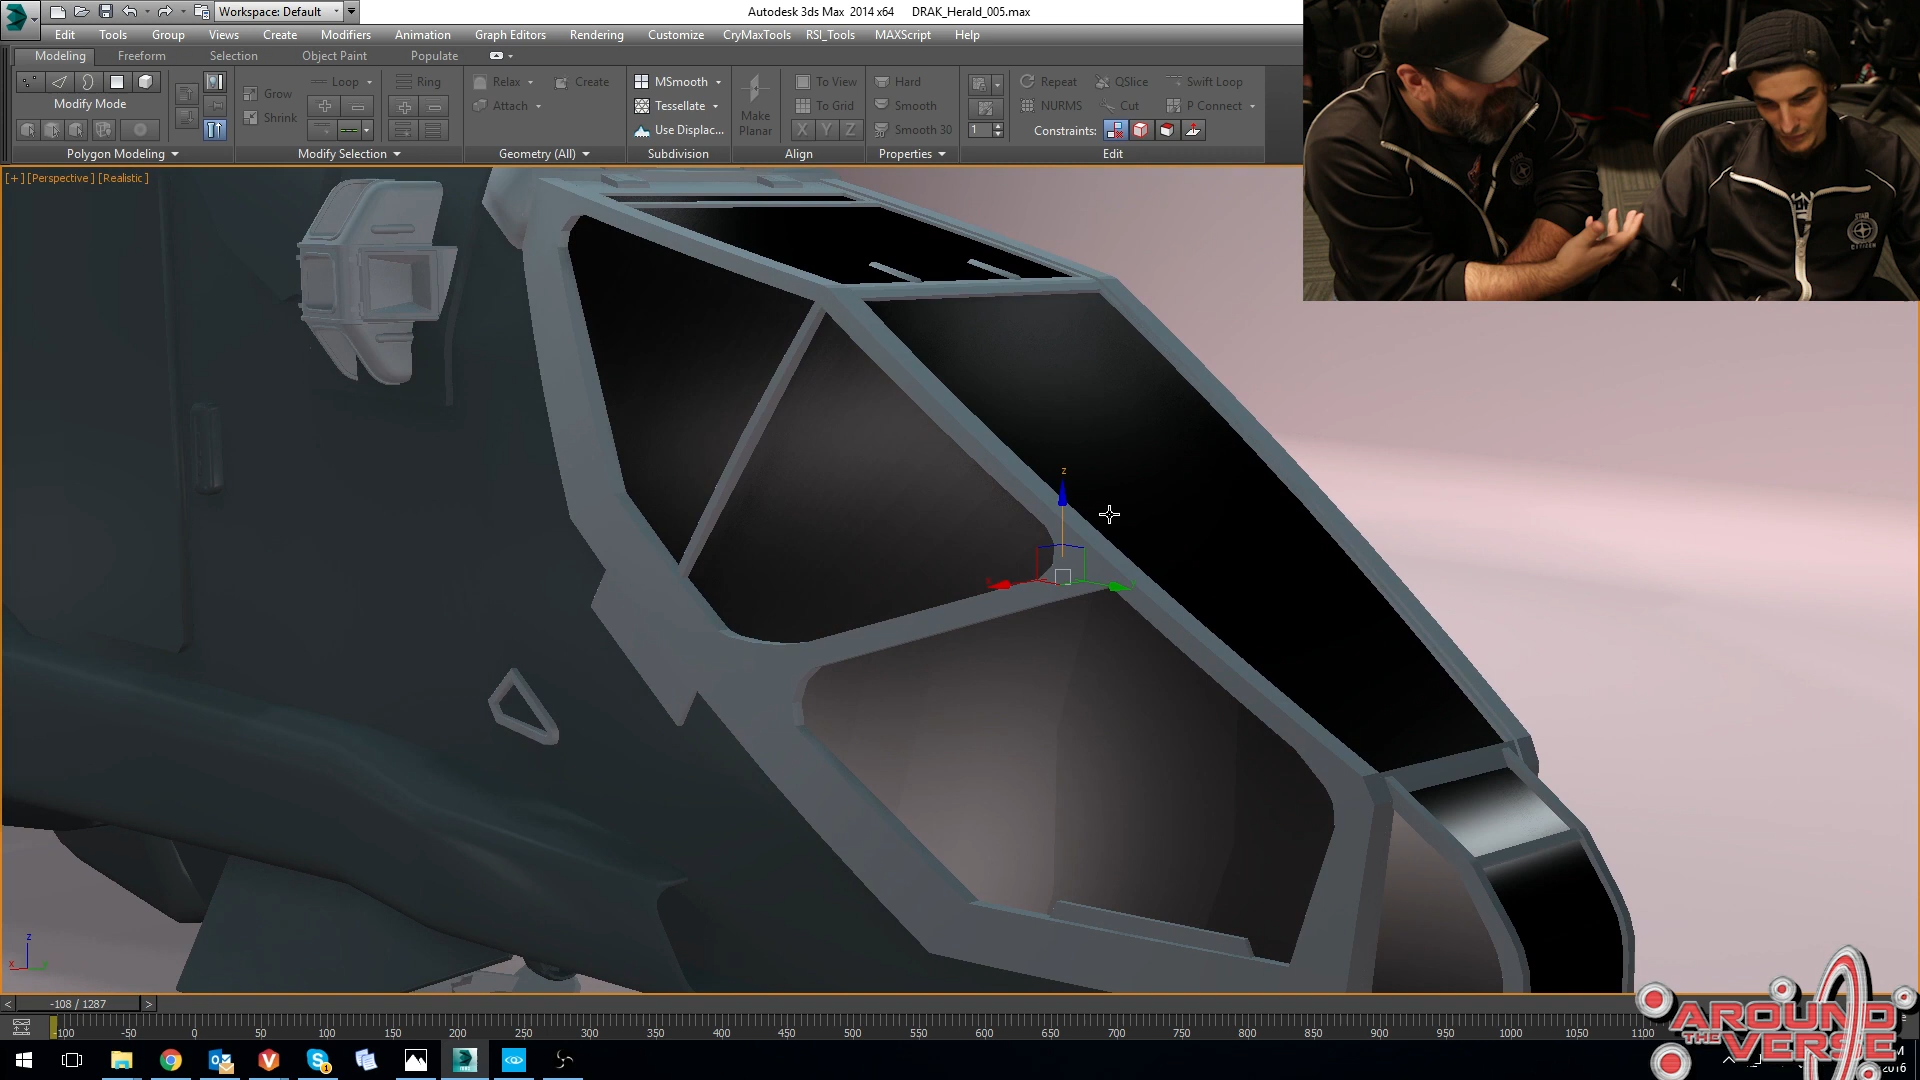 Workspace: Default
Autodesk 3ds Max 2014 x64 DRAK_Herald_005.max
Edit Tools Group Views Create Modifiers Animation Graph Editors Rendering Customize CryMaxTools RSI_Tools MAXScript Help
Modeling Freeform Selection Object Paint Populate
Loop Ring Relax Create MSmooth To View Hard Repeat QSlice Swift Loop
Modify Mode Grow Attach Tessellate Make Planar To Grid Smooth NURMS Cut P Connect
Shrink Use Displac... X Y Z Smooth 30 1 Constraints:
Polygon Modeling Modify Selection Geometry (All) Subdivision Align Properties Edit
[+] [Perspective] [Realistic]
STAR
CITIZEN
z
z
x
-108 / 1287
-100 -50 0 50 100 150 200 250 300 350 400 450 500 550 600 650 700 750 800 850 900 950 1000 1050 1100
AROUND
THE VERSE
2016